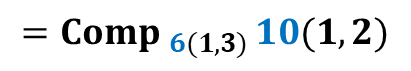 = Comp 6(1,3) 10(1,2)